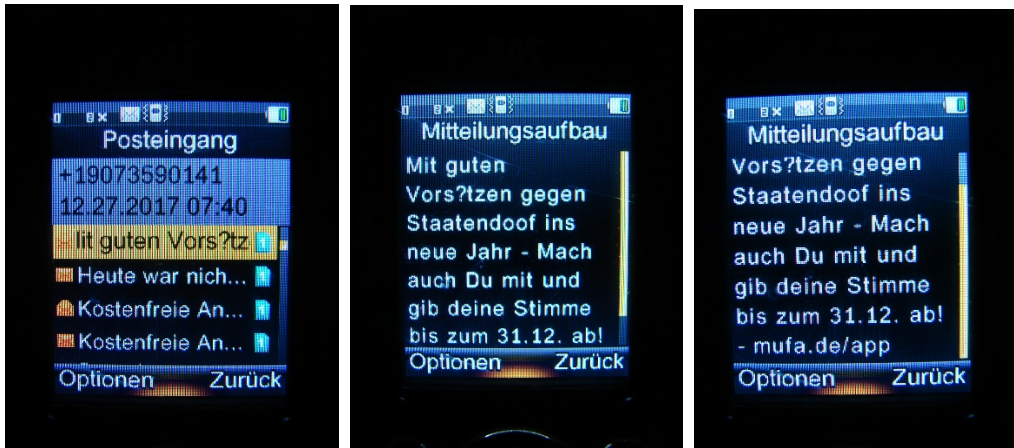 Posteingang
+19073590141
12.27.2017 07:40
lit guten Vors?tz
Heute war nich...
Kostenfreie An...
Kostenfreie An...
Optionen Zurück
Mitteilungsaufbau
Mit guten
Vors?tzen gegen
Staatendoof ins
neue Jahr - Mach
auch Du mit und
gib deine Stimme
bis zum 31.12. ab!
Optionen Zurück
Mitteilungsaufbau
Vors?tzen gegen
Staatendoof ins
neue Jahr - Mach
auch Du mit und
gib deine Stimme
bis zum 31.12. ab!
- mufa.de/app
Optionen Zurück